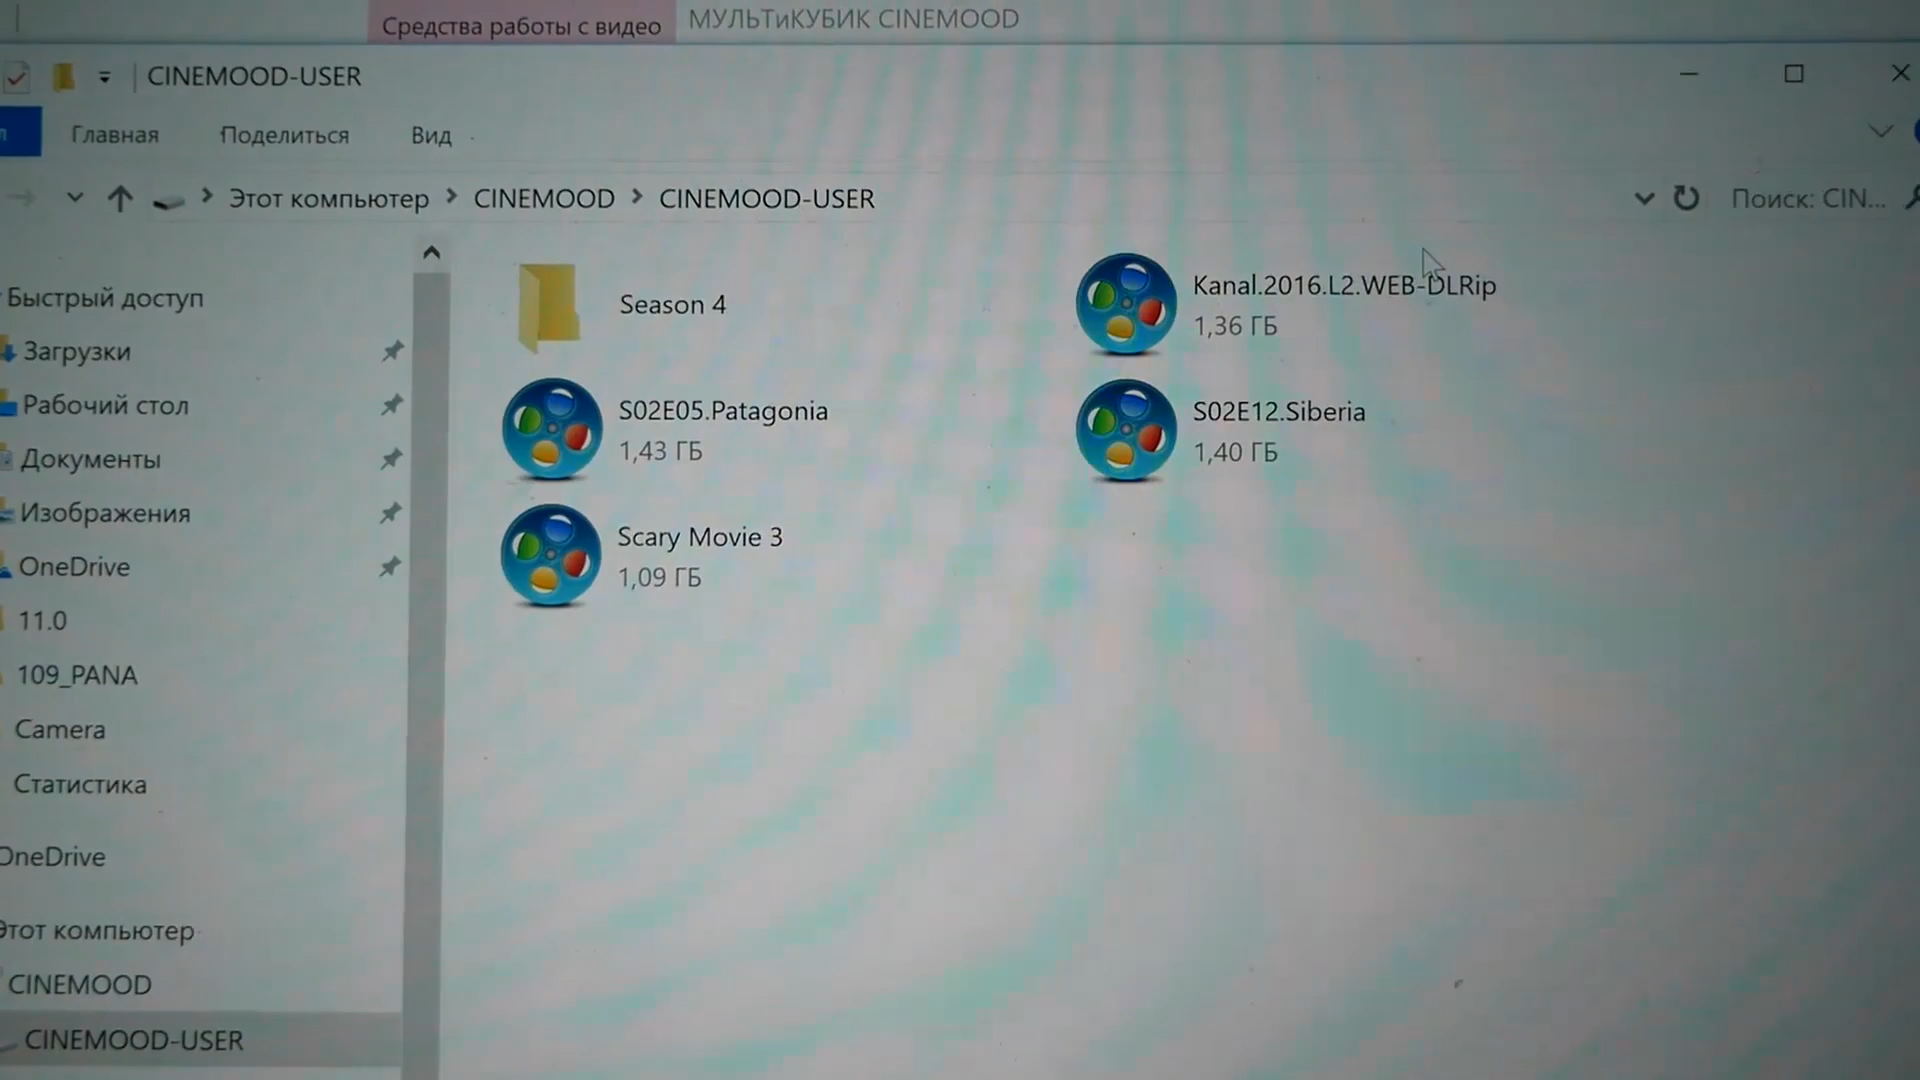 Средства работы с видео
МУЛЬТиКУБИК CINEMOOD
CINEMOOD-USER
Главная
Поделиться
Вид
Этот компьютер
CINEMOOD
CINEMOOD-USER
Поиск: CIN...
Быстрый доступ
Загрузки
Рабочий стол
Документы
Изображения
OneDrive
11.0
109_PANA
Camera
Статистика
OneDrive
Этот компьютер
CINEMOOD
CINEMOOD-USER
Season 4
Kanal.2016.L2.WEB-DLRip
1,36 ГБ
S02E05.Patagonia
1,43 ГБ
S02E12.Siberia
1,40 ГБ
Scary Movie 3
1,09 ГБ